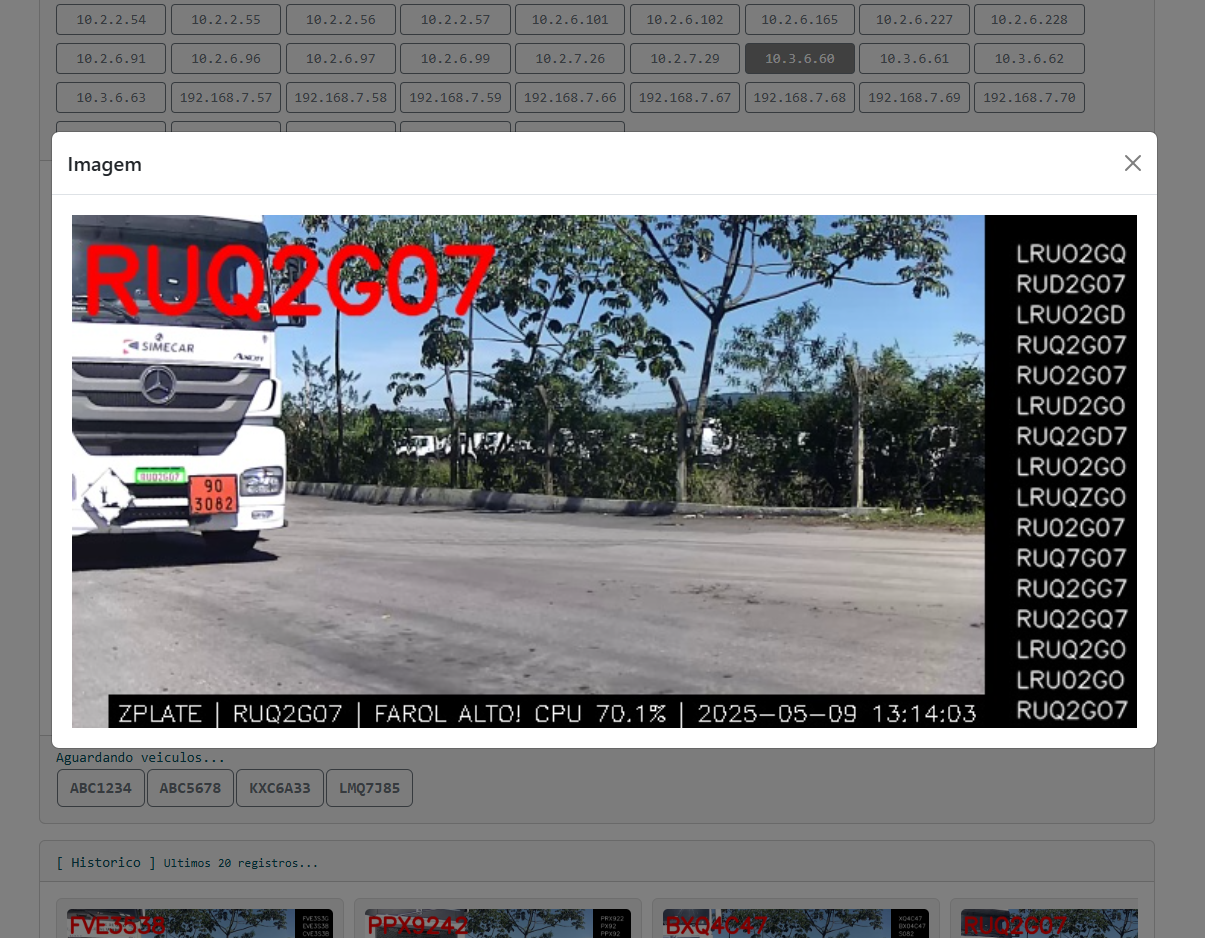 10.2.2.54 10.2.2.55 10.2.2.56 10.2.2.57 10.2.6.101 10.2.6.102 10.2.6.165 10.2.6.227 10.2.6.228
10.2.6.91 10.2.6.96 10.2.6.97 10.2.6.99 10.2.7.26 10.2.7.29 10.3.6.60 10.3.6.61 10.3.6.62
10.3.6.63 192.168.7.57 192.168.7.58 192.168.7.59 192.168.7.66 192.168.7.67 192.168.7.68 192.168.7.69 192.168.7.70
Imagem
RUQ2G07
SIMECAR
Axor
RUQ2G07
90
3082
LRUO2GQ
RUD2G07
LRUO2GD
RUQ2G07
RUO2G07
LRUD2GO
RUQ2GD7
LRUO2GO
LRUQZGO
RU02G07
RUQ7G07
RUQ2GG7
RUQ2GQ7
LRUQ2GO
LRU02GO
RUQ2GO7
ZPLATE | RUQ2G07 | FAROL ALTO! CPU 70.1% | 2025-05-09 13:14:03
Aguardando veiculos...
ABC1234 ABC5678 KXC6A33 LMQ7J85
[ Historico ] Ultimos 20 registros...
FVE3538 PPX9242 BXQ4C47 RUQ2G07